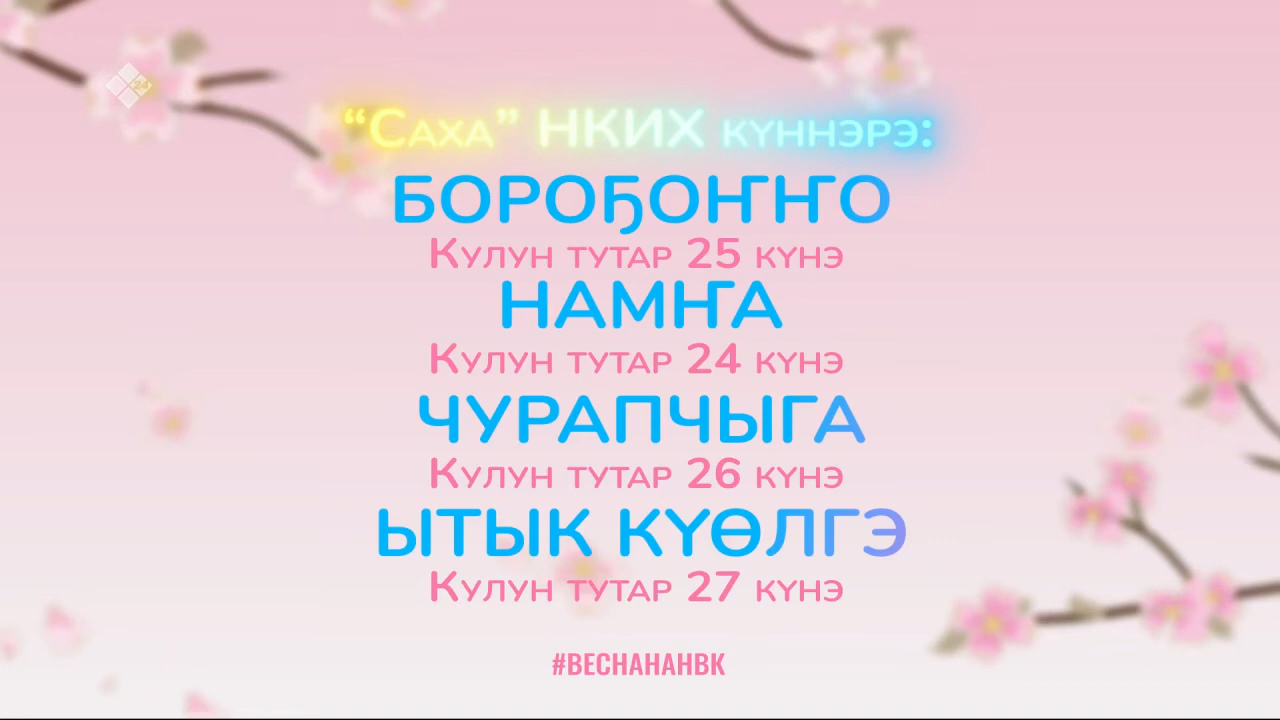 “Саха” НКИХ күннэрэ:
БОРОҔОҤҤО
Кулун тутар 25 күнэ
НАМҤА
Кулун тутар 24 күнэ
ЧУРАПЧЫГА
Кулун тутар 26 күнэ
ЫТЫК КҮӨЛГЭ
Кулун тутар 27 күнэ
#ВЕСНАНАНВК